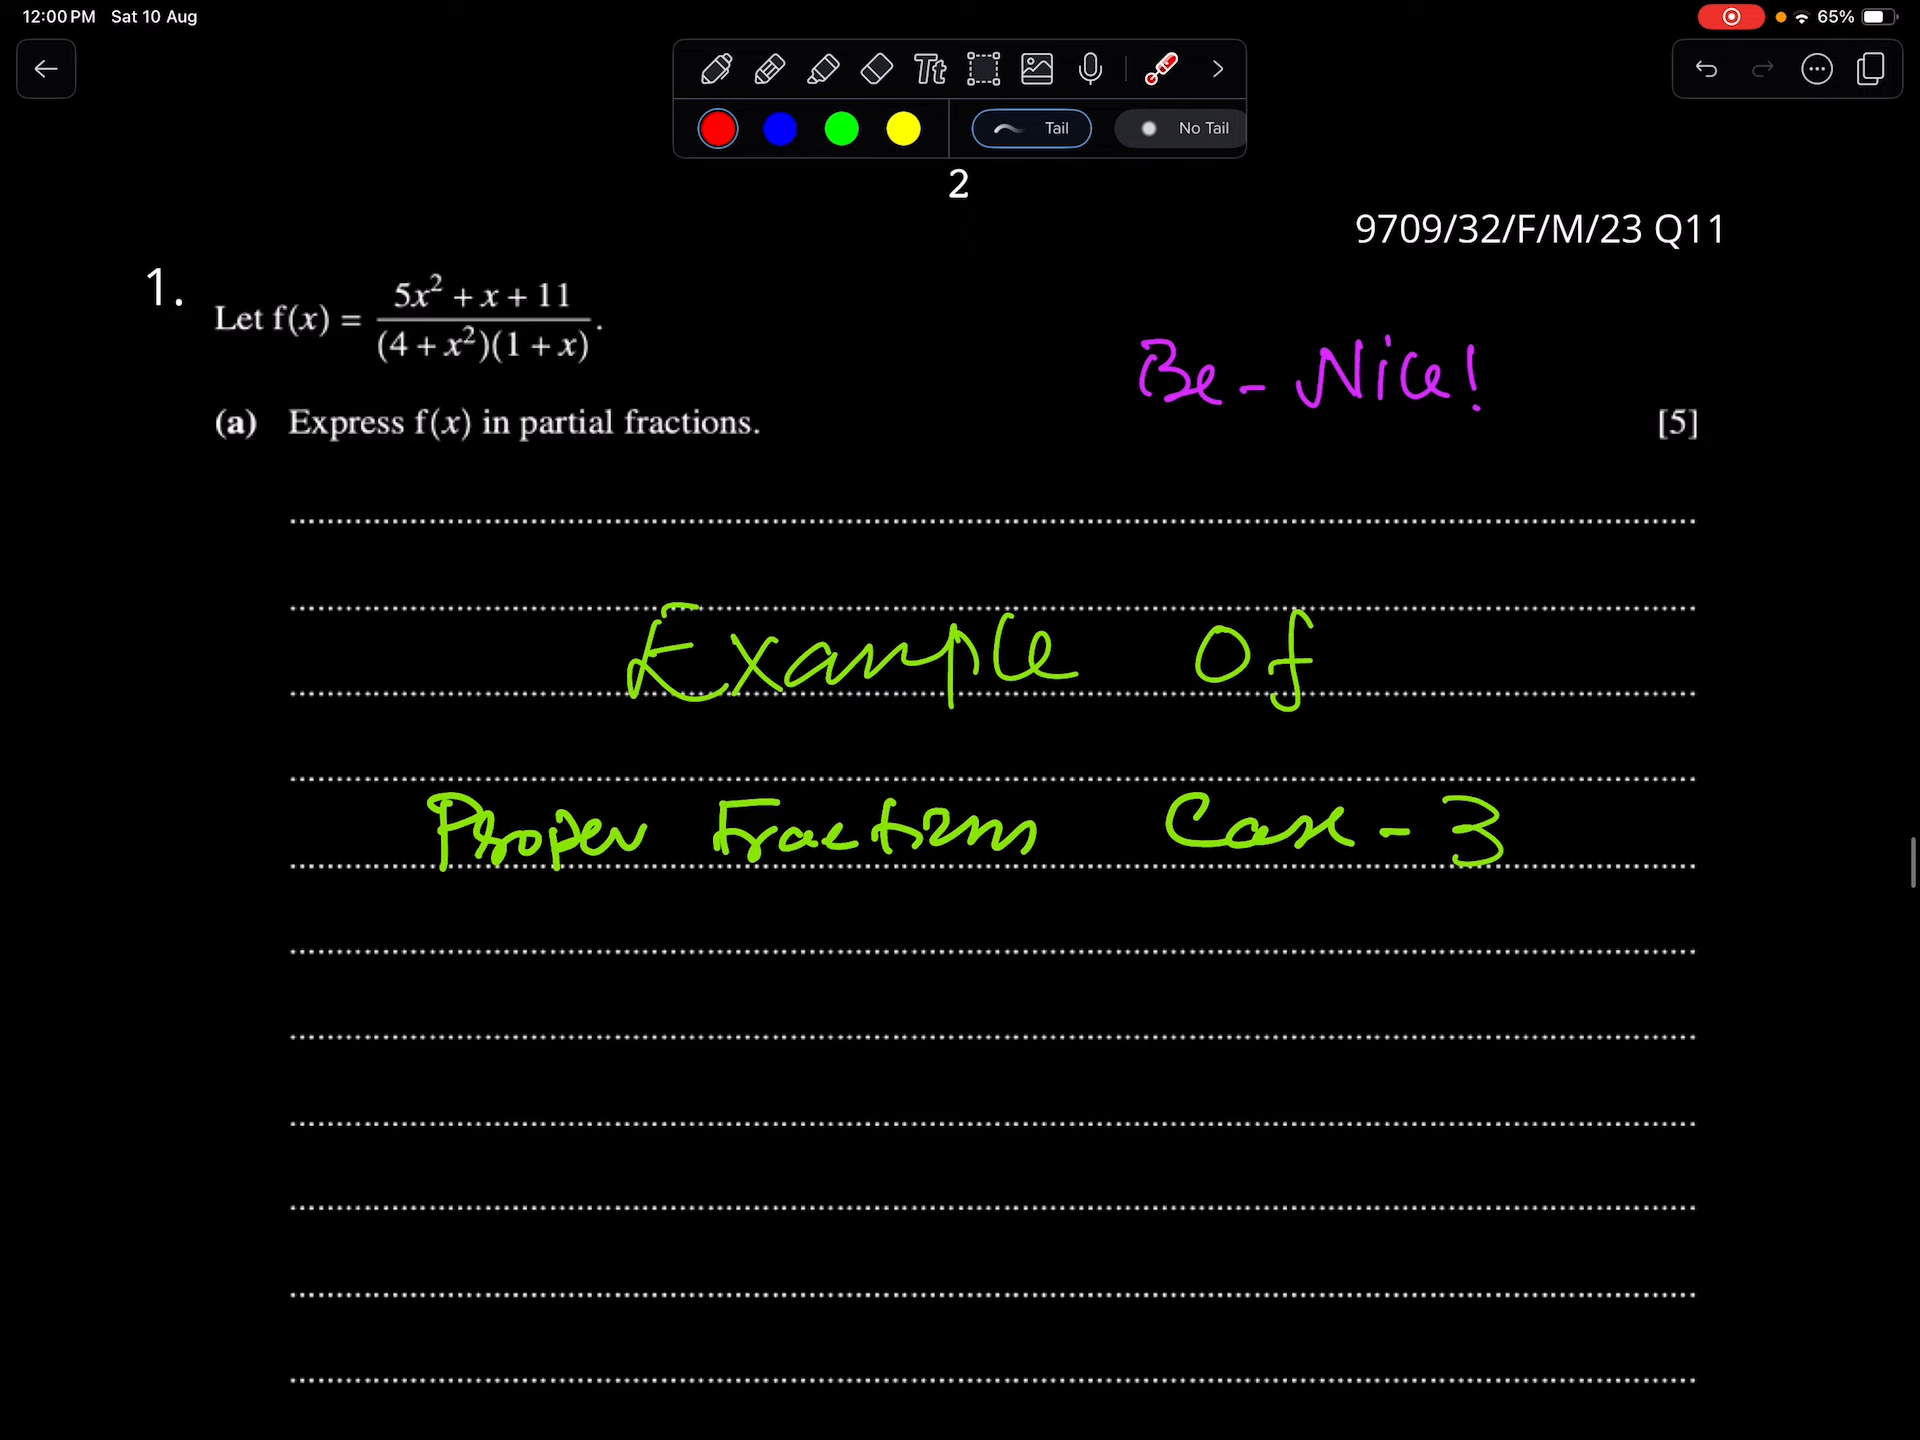 12:00 PM Sat 10 Aug
65%
Tt
Tail
No Tail
2
9709/32/F/M/23 Q11
1.
Let f(x) = (5x² + x + 11) / ((4 + x²)(1 + x)).
Be - Nice!
(a) Express f(x) in partial fractions. [5]
Example Of
Proper Fractions Case - 3